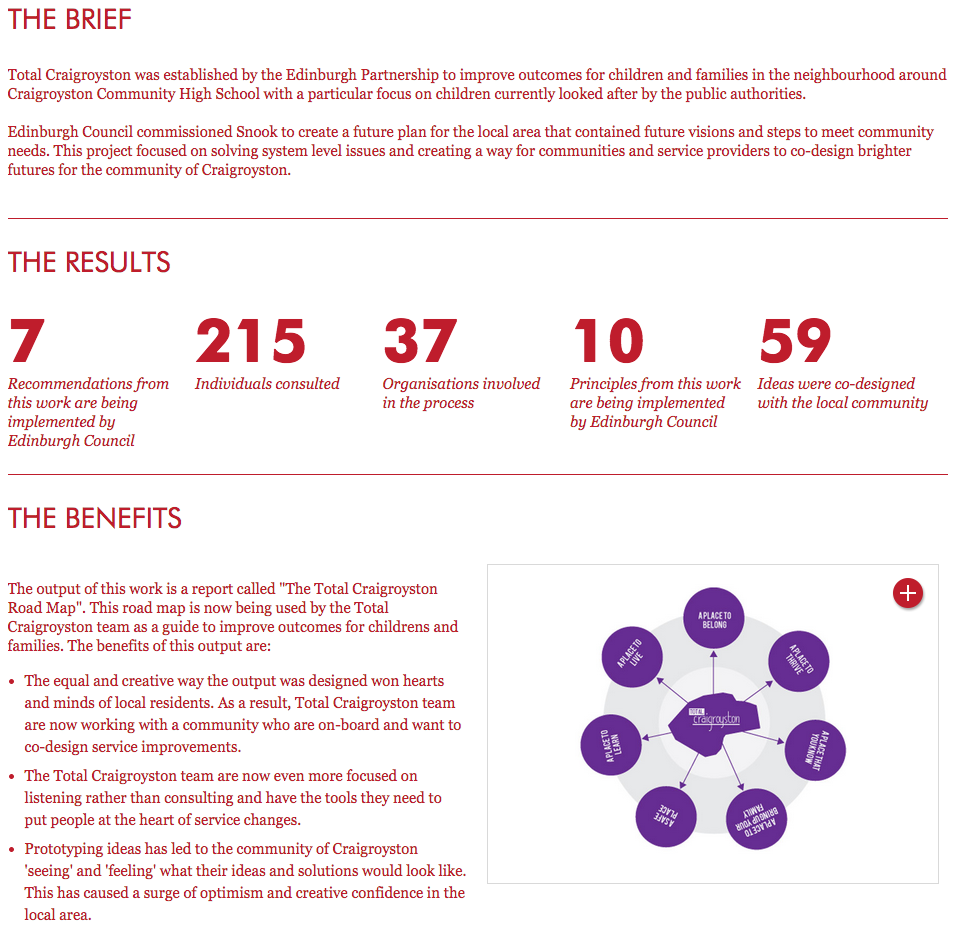 THE BRIEF
Total Craigroyston was established by the Edinburgh Partnership to improve outcomes for children and families in the neighbourhood around
Craigroyston Community High School with a particular focus on children currently looked after by the public authorities.
Edinburgh Council commissioned Snook to create a future plan for the local area that contained future visions and steps to meet community
needs. This project focused on solving system level issues and creating a way for communities and service providers to co-design brighter
futures for the community of Craigroyston.
THE RESULTS
7
Recommendations from
this work are being
implemented by
Edinburgh Council
215
Individuals consulted
37
Organisations involved
in the process
10
Principles from this work
are being implemented
by Edinburgh Council
59
Ideas were co-designed
with the local community
THE BENEFITS
The output of this work is a report called "The Total Craigroyston
Road Map". This road map is now being used by the Total
Craigroyston team as a guide to improve outcomes for childrens and
families. The benefits of this output are:
• The equal and creative way the output was designed won hearts
and minds of local residents. As a result, Total Craigroyston team
are now working with a community who are on-board and want to
co-design service improvements.
• The Total Craigroyston team are now even more focused on
listening rather than consulting and have the tools they need to
put people at the heart of service changes.
• Prototyping ideas has led to the community of Craigroyston
'seeing' and 'feeling' what their ideas and solutions would look like.
This has caused a surge of optimism and creative confidence in the
local area.
A PLACE TO
BELONG
A PLACE TO
THRIVE
A PLACE THAT
YOU KNOW
A PLACE TO
BRING UP YOUR
FAMILY
A SAFE
PLACE
A PLACE TO
LEARN
A PLACE TO
LIVE
TOTAL
craigroyston